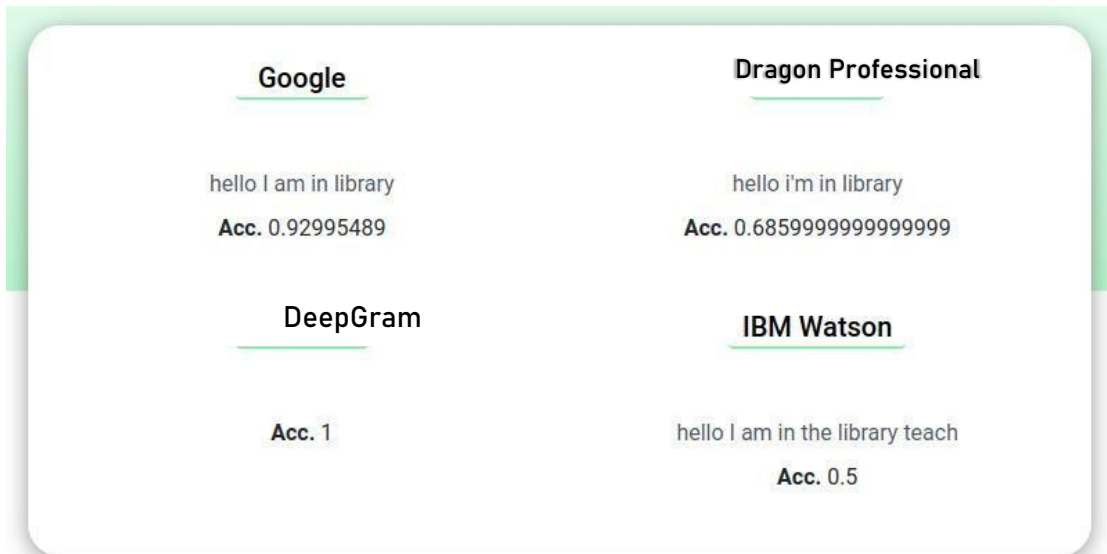 Google
hello I am in library
Acc. 0.92995489
Dragon Professional
hello i'm in library
Acc. 0.6859999999999999
DeepGram
Acc. 1
IBM Watson
hello I am in the library teach
Acc. 0.5